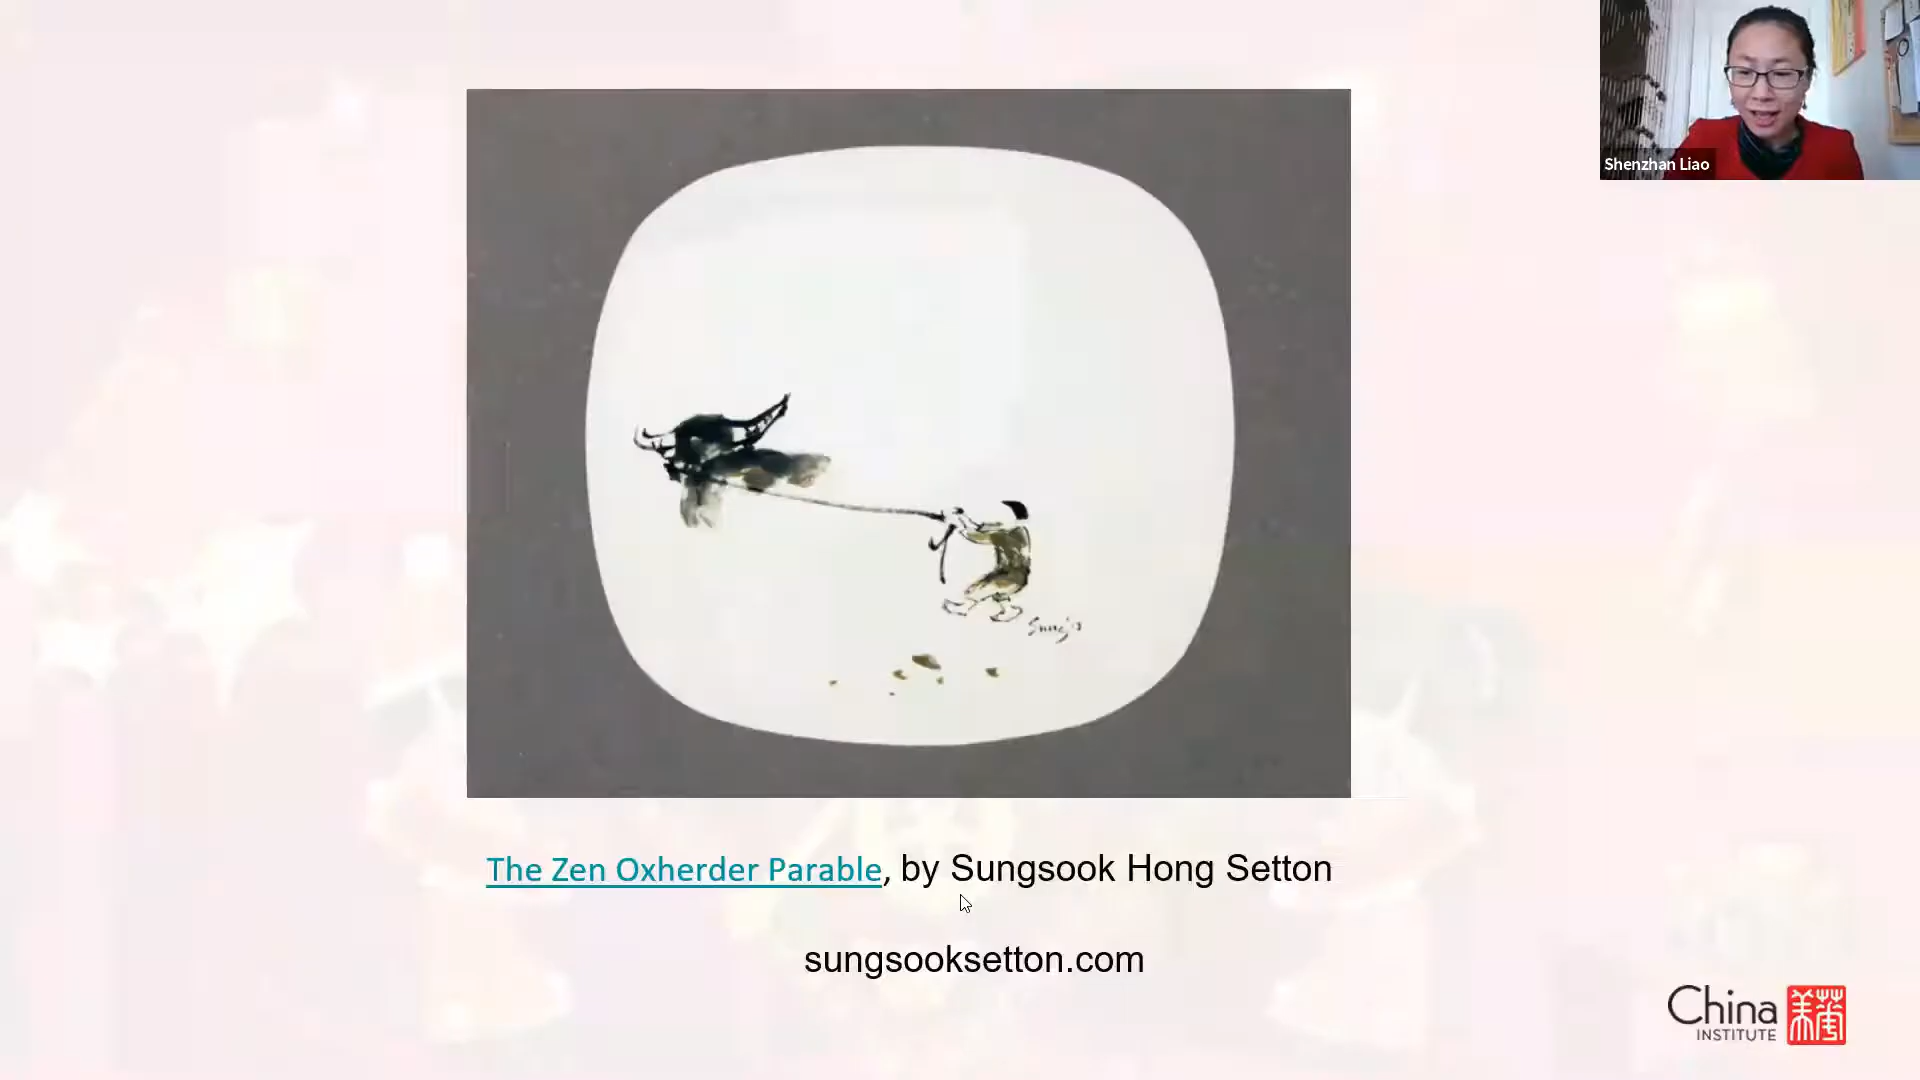 Shenzhan Liao
The Zen Oxherder Parable, by Sungsook Hong Setton
sungsooksetton.com
China
INSTITUTE